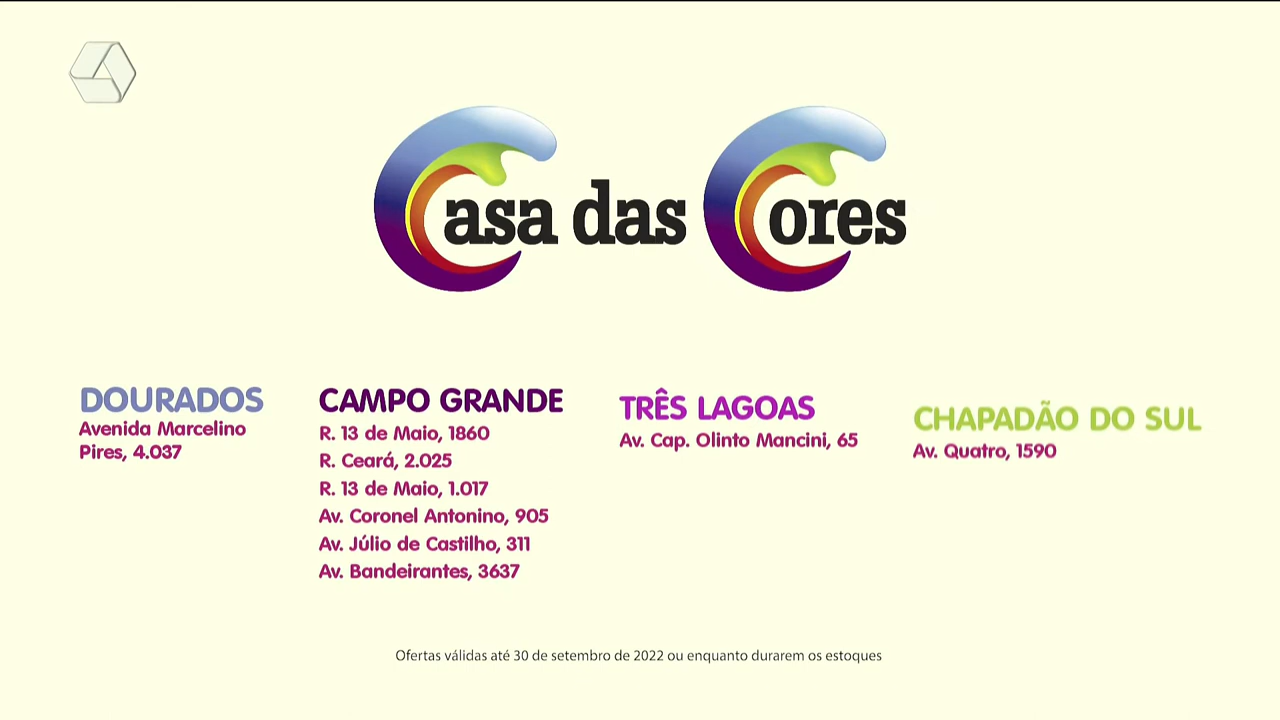 Casa das Cores
DOURADOS
Avenida Marcelino
Pires, 4.037
CAMPO GRANDE
R. 13 de Maio, 1860
R. Ceará, 2.025
R. 13 de Maio, 1.017
Av. Coronel Antonino, 905
Av. Júlio de Castilho, 311
Av. Bandeirantes, 3637
TRÊS LAGOAS
Av. Cap. Olinto Mancini, 65
CHAPADÃO DO SUL
Av. Quatro, 1590
Ofertas válidas até 30 de setembro de 2022 ou enquanto durarem os estoques